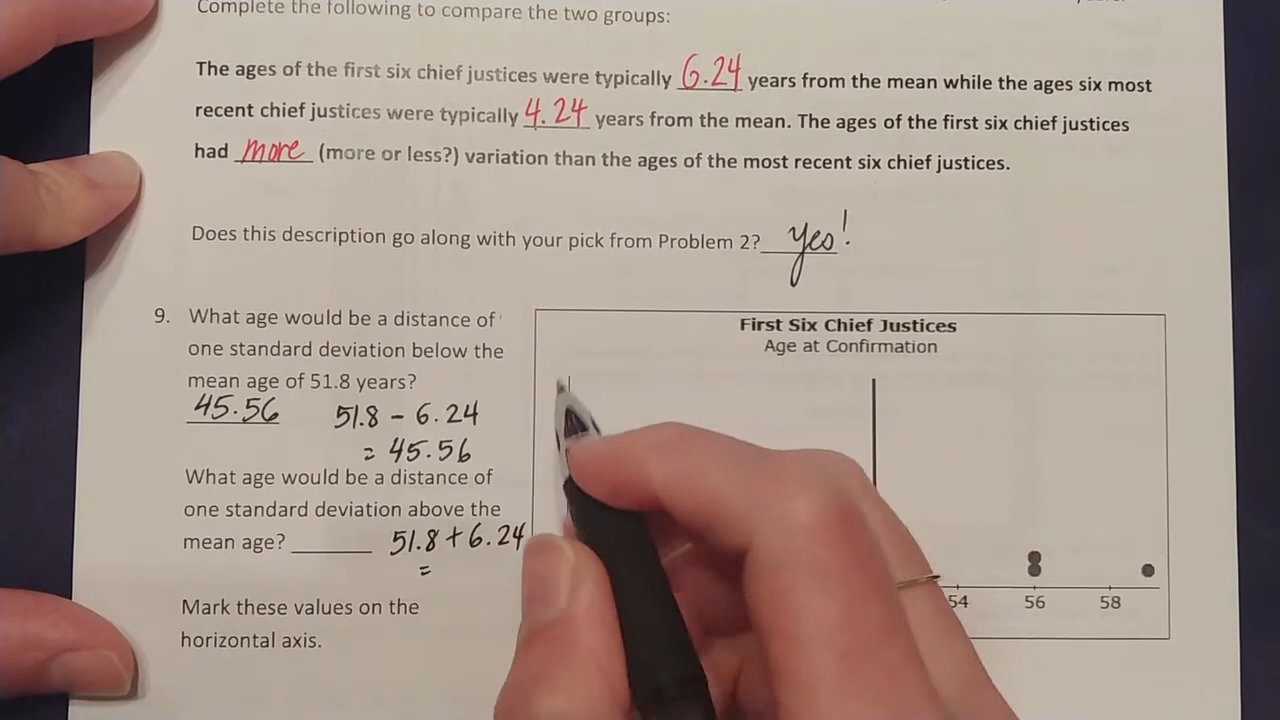 Complete the following to compare the two groups:
The ages of the first six chief justices were typically 6.24 years from the mean while the ages six most
recent chief justices were typically 4.24 years from the mean. The ages of the first six chief justices
had more (more or less?) variation than the ages of the most recent six chief justices.
Does this description go along with your pick from Problem 2? yes!
9. What age would be a distance of
one standard deviation below the
mean age of 51.8 years?
45.56 51.8 - 6.24
= 45.56
What age would be a distance of
one standard deviation above the
mean age? ______ 51.8 + 6.24
=
Mark these values on the
horizontal axis.
First Six Chief Justices
Age at Confirmation
54 56 58